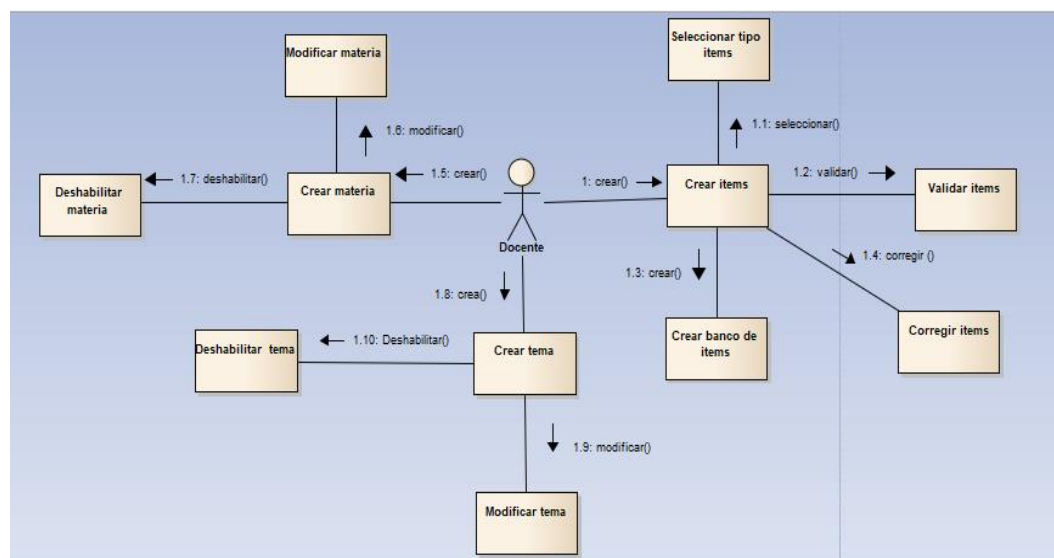 Seleccionar tipo
items
Modificar materia
1.1: seleccionar()
1.6: modificar()
1.2: validar()
1.7: deshabilitar()
1.5: crear()
1: crear()
Deshabilitar
materia
Crear materia
Crear items
Validar items
Docente
1.4: corregir ()
1.3: crear()
1.8: crea()
Deshabilitar tema
1.10: Deshabilitar()
Crear tema
Crear banco de
items
Corregir items
1.9: modificar()
Modificar tema